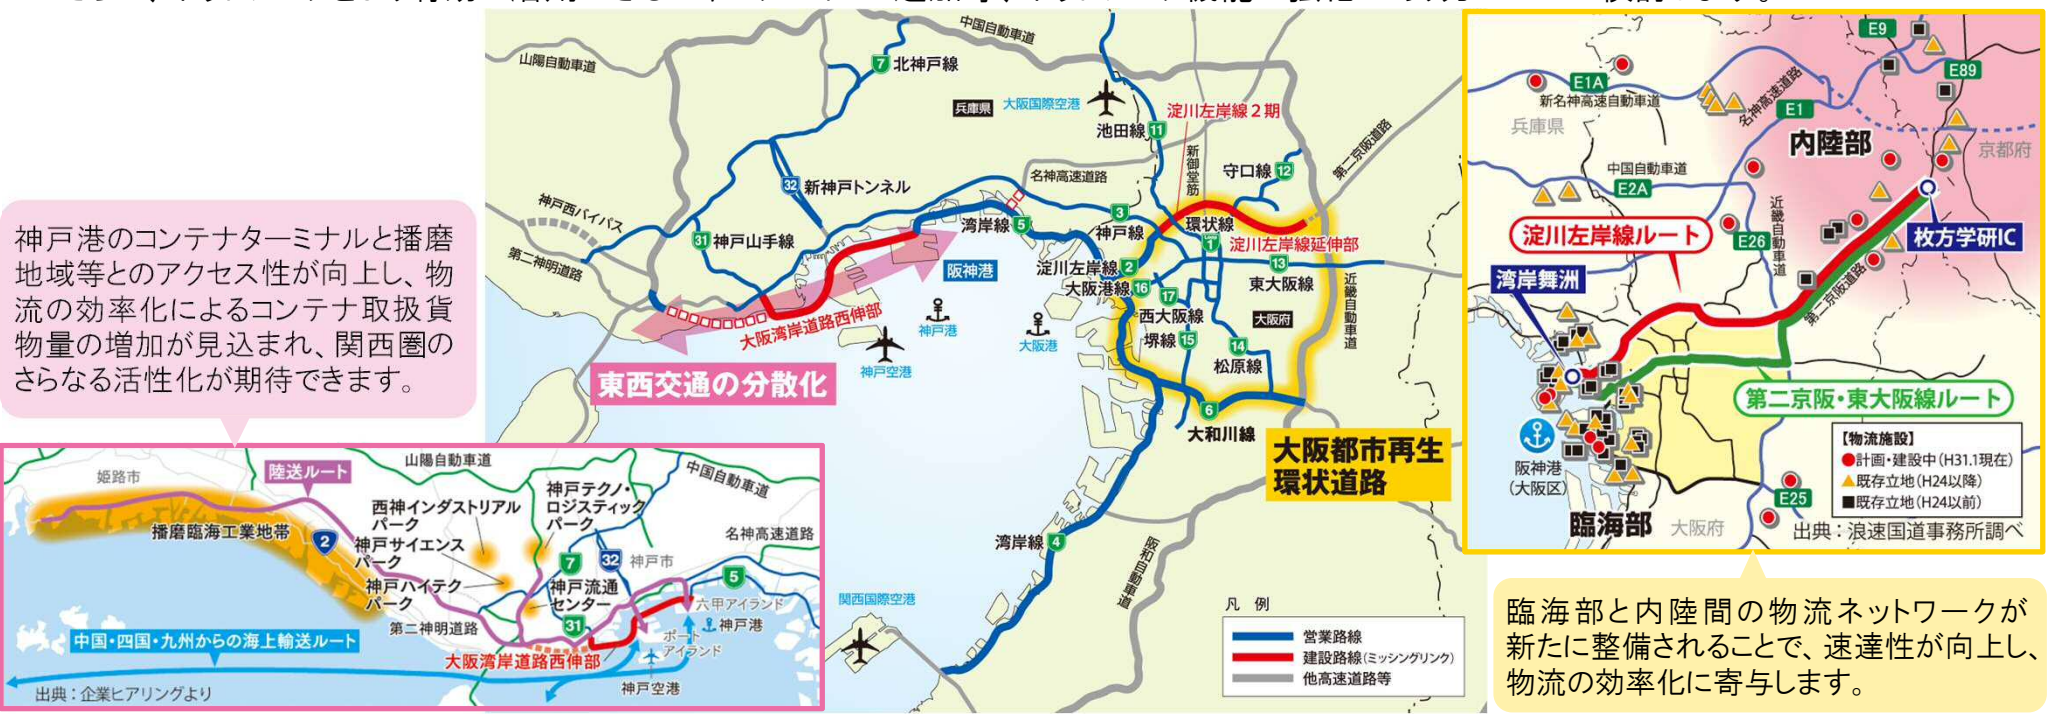 神戸港のコンテナターミナルと播磨
地域等とのアクセス性が向上し、物
流の効率化によるコンテナ取扱貨
物量の増加が見込まれ、関西圏の
さらなる活性化が期待できます。
中国自動車道
山陽自動車道
7 北神戸線
兵庫県
大阪国際空港
池田線 11
淀川左岸線2期
新御堂筋
守口線 12
第二京阪道路
名神高速道路
32 新神戸トンネル
神戸西バイパス
第二神明道路
31 神戸山手線
湾岸線 5
3
神戸線
環状線
1
淀川左岸線延伸部
阪神港
淀川左岸線 2
大阪港線 16
13
東大阪線
17
西大阪線
大阪府
近畿自動車道
堺線 15
14
松原線
大阪湾岸道路西伸部
神戸港
大阪港
神戸空港
東西交通の分散化
6
大和川線
大阪都市再生
環状道路
湾岸線 4
阪和自動車道
関西国際空港
凡 例
営業路線
建設路線(ミッシングリンク)
他高速道路等
姫路市
陸送ルート
山陽自動車道
中国自動車道
西神インダストリアル
パーク
神戸テクノ・
ロジスティック
パーク
播磨臨海工業地帯
2
神戸サイエンス
パーク
名神高速道路
7
32
神戸市
5
神戸ハイテク
パーク
神戸流通
センター
六甲アイランド
第二神明道路
31
神戸港
ポート
アイランド
中国・四国・九州からの海上輸送ルート
大阪湾岸道路西伸部
神戸空港
出典：企業ヒアリングより
E9
E89
E1A
新名神高速自動車道
名神高速道路
E1
兵庫県
内陸部
京都府
中国自動車道
E2A
近畿自動車道
淀川左岸線ルート
E26
枚方学研IC
湾岸舞洲
第二京阪道路
第二京阪・東大阪線ルート
阪神港
(大阪区)
【物流施設】
計画・建設中(H31.1現在)
既存立地(H24以降)
既存立地(H24以前)
E25
臨海部
大阪府
出典：浪速国道事務所調べ
臨海部と内陸間の物流ネットワークが
新たに整備されることで、速達性が向上し、
物流の効率化に寄与します。